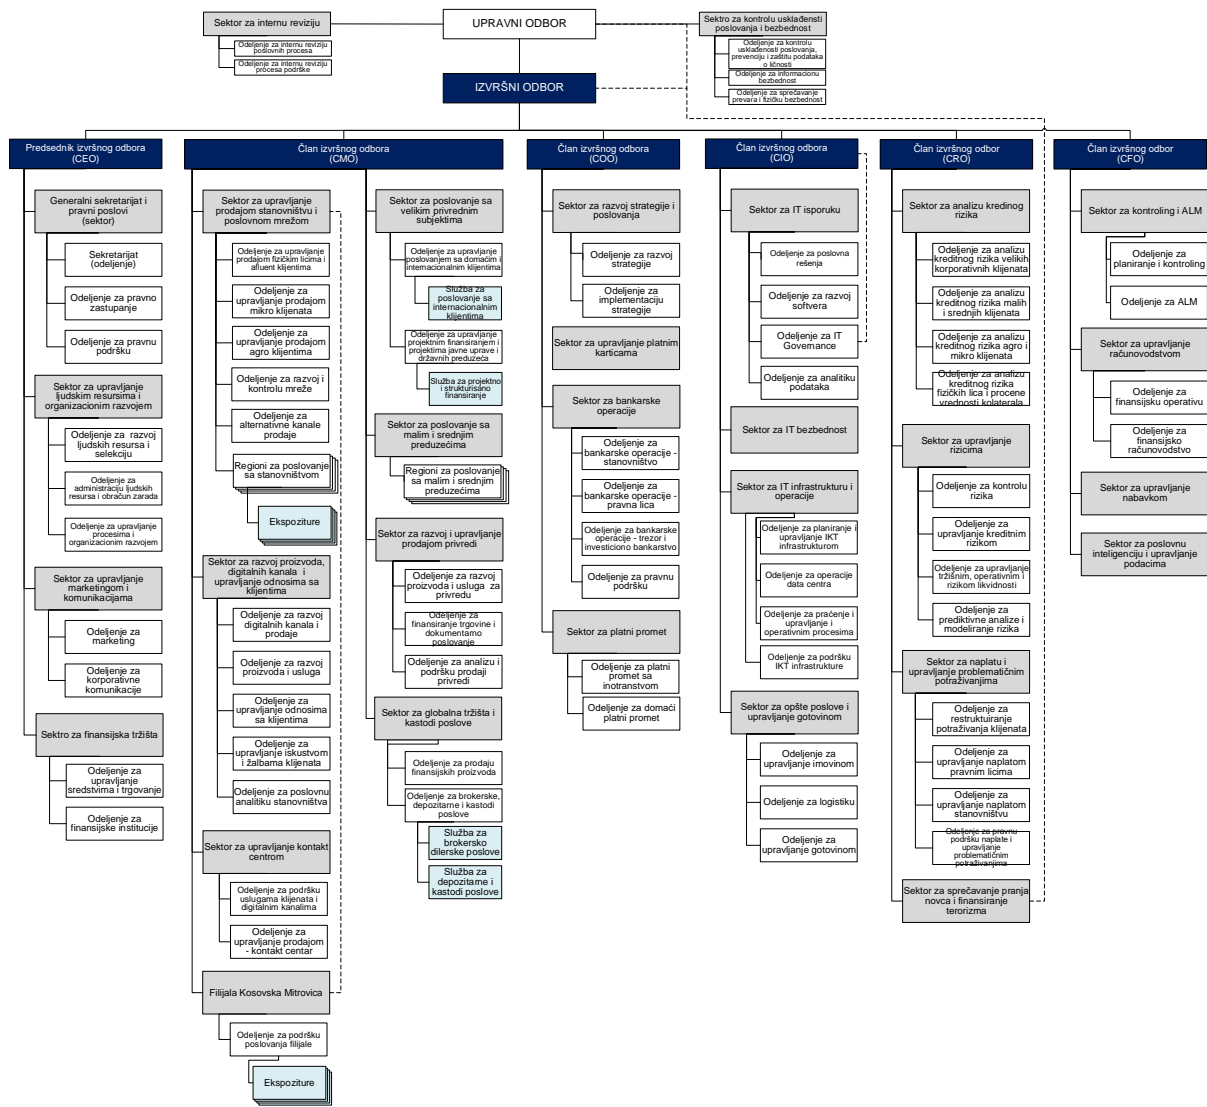 Sektor za internu reviziju
Odeljenje za internu reviziju
poslovnih procesa
Odeljenje za internu reviziju
procesa podrške
UPRAVNI ODBOR
Sektro za kontrolu usklađensti
poslovanja i bezbednost
Odeljenje za kontrolu
usklađenosti poslovanja,
prevenciju i zaštitu podataka
o ličnosti
Odeljenje za informacionu
bezbednost
Odeljenje za sprečavanje
prevara i fizičku bezbednost
IZVRŠNI ODBOR
Predsednik izvršnog odbora
(CEO)
Generalni sekretarijat i
pravni poslovi
(sektor)
Sekretarijat
(odeljenje)
Odeljenje za pravno
zastupanje
Odeljenje za pravnu
podršku
Sektor za upravljanje
ljudskim resursima i
organizacionim razvojem
Odeljenje za razvoj
ljudskih resursa i
selekciju
Odeljenje za
administraciju ljudskih
resursa i obračun zarada
Odeljenje za upravljanje
procesima i
organizacionim razvojem
Sektor za upravljanje
marketingom i
komunikacijama
Odeljenje za
marketing
Odeljenje za
korporativne
komunikacije
Sektro za finansijska tržišta
Odeljenje za
upravljanje
sredstvima i trgovanje
Odeljenje za
finansijske institucije
Član izvršnog odbora
(CMO)
Sektor za upravljanje
prodajom stanovništvu i
poslovnom mrežom
Odeljenje za upravljanje
prodajom fizičkim licima i
afluent klijentima
Odeljenje za
upravljanje prodajom
mikro klijenata
Odeljenje za
upravljanje prodajom
agro klijentima
Odeljenje za razvoj i
kontrolu mreže
Odeljenje za
alternativne kanale
prodaje
Regioni za poslovanje
sa stanovništvom
Ekspoziture
Sektor za razvoj proizvoda,
digitalnih kanala i
upravljanje odnosima sa
klijentima
Odeljenje za razvoj
digitalnih kanala i
prodaje
Odeljenje za razvoj
proizvoda i usluga
Odeljenje za
upravljanje odnosima
sa klijentima
Odeljenje za
upravljanje iskustvom
i žalbama klijenata
Odeljenje za poslovnu
analitiku stanovništva
Sektor za upravljanje kontakt
centrom
Odeljenje za podršku
uslugama klijenata i
digitalnim kanalima
Odeljenje za
upravljanje prodajom
- kontakt centar
Filijala Kosovska Mitrovica
Odeljenje za podršku
poslovanja filijale
Ekspoziture
Sektor za poslovanje sa
velikim privrednim
subjektima
Odeljenje za upravljanje
poslovanjem sa domaćim i
internacionalnim klijentima
Služba za
poslovanje sa
internacionalnim
klijentima
Odeljenje za upravljanje
projektnim finansiranjem i
projektima javne uprave i
državnih preduzeća
Služba za projektno
i strukturisano
finansiranje
Sektor za poslovanje sa
malim i srednjim
preduzećima
Regioni za poslovanje
sa malim i srednjim
preduzećima
Sektor za razvoj i upravljanje
prodajom privredi
Odeljenje za razvoj
proizvoda i usluga za
privredu
Odeljenje za
finansiranje trgovine i
dokumentarno
poslovanje
Odeljenje za analizu i
podršku prodaji
privredi
Sektor za globalna tržišta i
kastodi poslove
Odeljenje za prodaju
finansijskih proizvoda
Odeljenje za brokerske,
depozitarne i kastodi
poslove
Služba za
brokersko
dilerske poslove
Služba za
depozitarne i
kastodi poslove
Član izvršnog odbora
(COO)
Sektor za razvoj strategije i
poslovanja
Odeljenje za razvoj
strategije
Odeljenje za
implementaciju
strategije
Sektor za upravljanje platnim
karticama
Sektor za bankarske
operacije
Odeljenje za
bankarske operacije -
stanovništvo
Odeljenje za
bankarske operacije -
pravna lica
Odeljenje za bankarske
operacije - trezor i
investiciono bankarstvo
Odeljenje za pravnu
podršku
Sektor za platni promet
Odeljenje za platni
promet sa
inotranstvom
Odeljenje za domaći
platni promet
Član izvršnog odbora
(CIO)
Sektor za IT isporuku
Odeljenje za poslovna
rešenja
Odeljenje za razvoj
softvera
Odeljenje za IT
Governance
Odeljenje za analitiku
podataka
Sektor za IT bezbednost
Sektor za IT infrastrukturu i
operacije
Odeljenje za planiranje i
upravljanje IKT
infrastrukturom
Odeljenje za operacije
data centra
Odeljenje za praćenje i
upravljanje i
operativnim procesima
Odeljenje za podršku
IKT infrastrukture
Sektor za opšte poslove i
upravljanje gotovinom
Odeljenje za
upravljanje imovinom
Odeljenje za logistiku
Odeljenje za
upravljanje gotovinom
Član izvršnog odbor
(CRO)
Sektor za analizu kredinog
rizika
Odeljenje za analizu
kreditnog rizika velikih
korporativnih klijenata
Odeljenje za analizu
kreditnog rizika malih
i srednjih klijenata
Odeljenje za analizu
kreditnog rizika agro i
mikro klijenata
Odeljenje za analizu
kreditnog rizika
fizičkih lica i procene
vrednosti kolaterala
Sektor za upravljanje
rizicima
Odeljenje za kontrolu
rizika
Odeljenje za
upravljanje kreditnim
rizikom
Odeljenje za upravljanje
tržišnim, operativnim i
rizikom likvidnosti
Odeljenje za
prediktivne analize i
modeliranje rizika
Sektor za naplatu i
upravljanje problematičnim
potraživanjima
Odeljenje za
restruktuiranje
potraživanja klijenata
Odeljenje za
upravljanje naplatom
pravnim licima
Odeljenje za
upravljanje naplatom
stanovništvu
Odeljenje za pravnu
podršku naplate i
upravljanje
problematičnim
potraživanjima
Sektor za sprečavanje pranja
novca i finansiranje
terorizma
Član izvršnog odbor
(CFO)
Sektor za kontroling i ALM
Odeljenje za
planiranje i kontroling
Odeljenje za ALM
Sektor za upravljanje
računovodstvom
Odeljenje za
finansijsku operativu
Odeljenje za
finansijsko
računovodstvo
Sektor za upravljanje
nabavkom
Sektor za poslovnu
inteligenciju i upravljanje
podacima